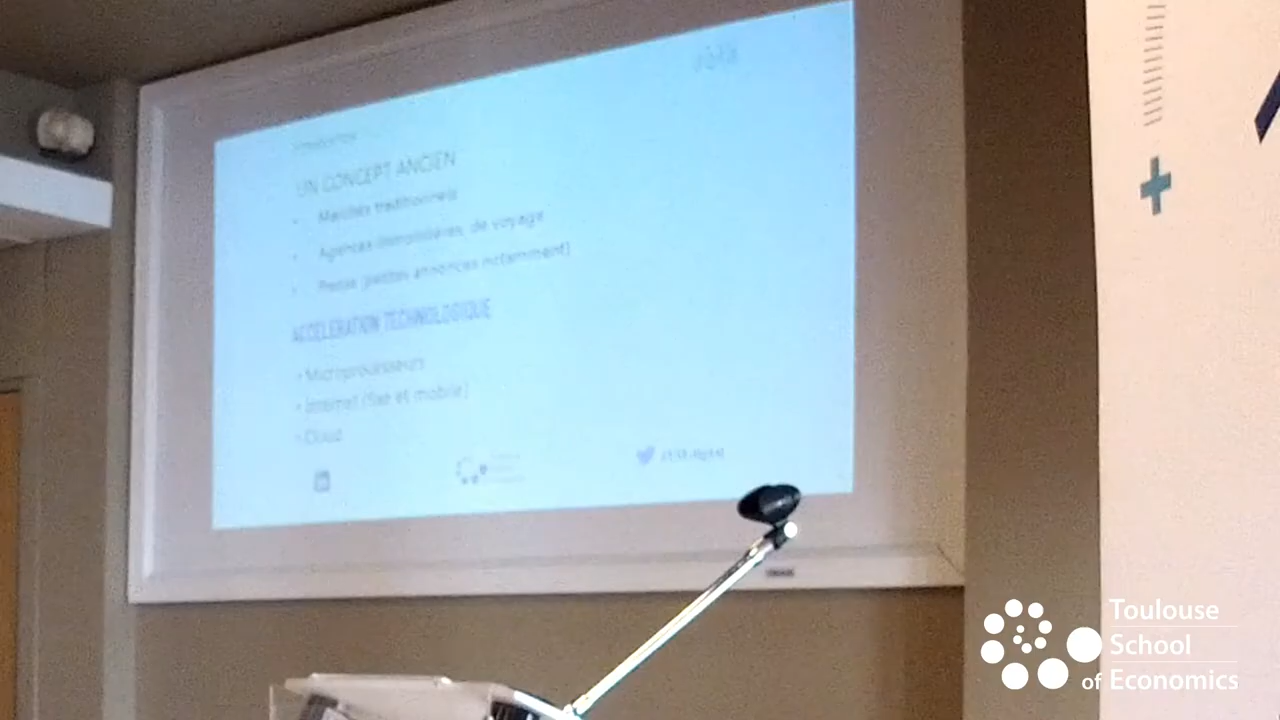 UN CONCEPT ANCIEN
• Marchés traditionnels
• Agences immobilières, de voyage
• Presse (petites annonces notamment)
ACCELERATION TECHNOLOGIQUE
• Microprocesseurs
• Internet (fixe et mobile)
• Cloud
in
Toulouse
School
of Economics